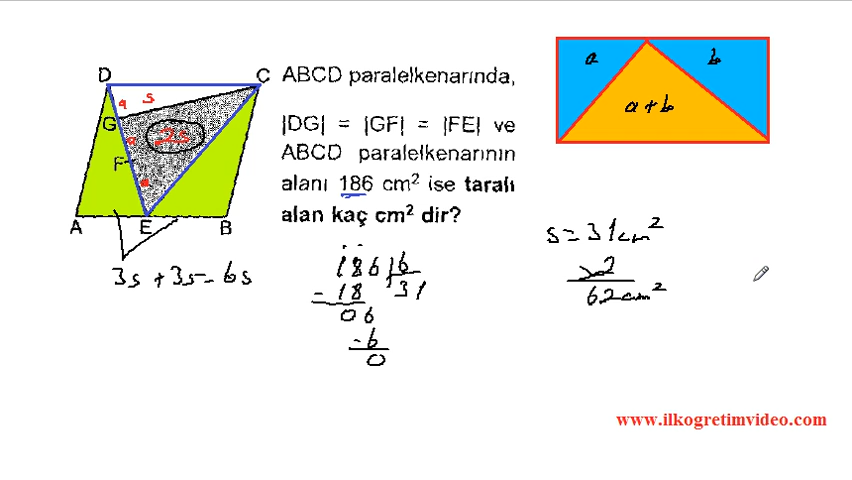 D
C
ABCD paralelkenarında,
a
s
G
|DG| = |GF| = |FE| ve
a
2s
F
ABCD paralelkenarının
alanı 186 cm² ise taralı
A
E
B
alan kaç cm² dir?
3s + 3s = 6s
186 6
- 18 31
06
- 6
0
a
b
a + b
s = 31 cm²
x 2
62 cm²
www.ilkogretimvideo.com